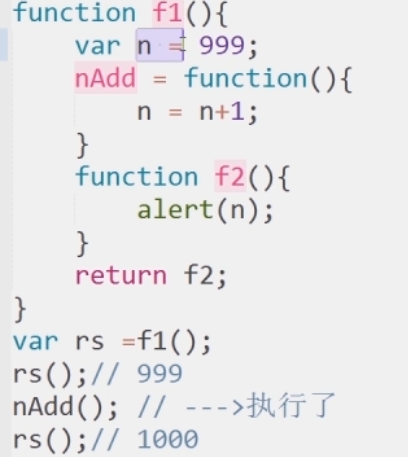 function f1(){
    var n = 999;
    nAdd = function(){
        n = n+1;
    }
    function f2(){
        alert(n);
    }
    return f2;
}
var rs =f1();
rs();// 999
nAdd(); // --->执行了
rs();// 1000